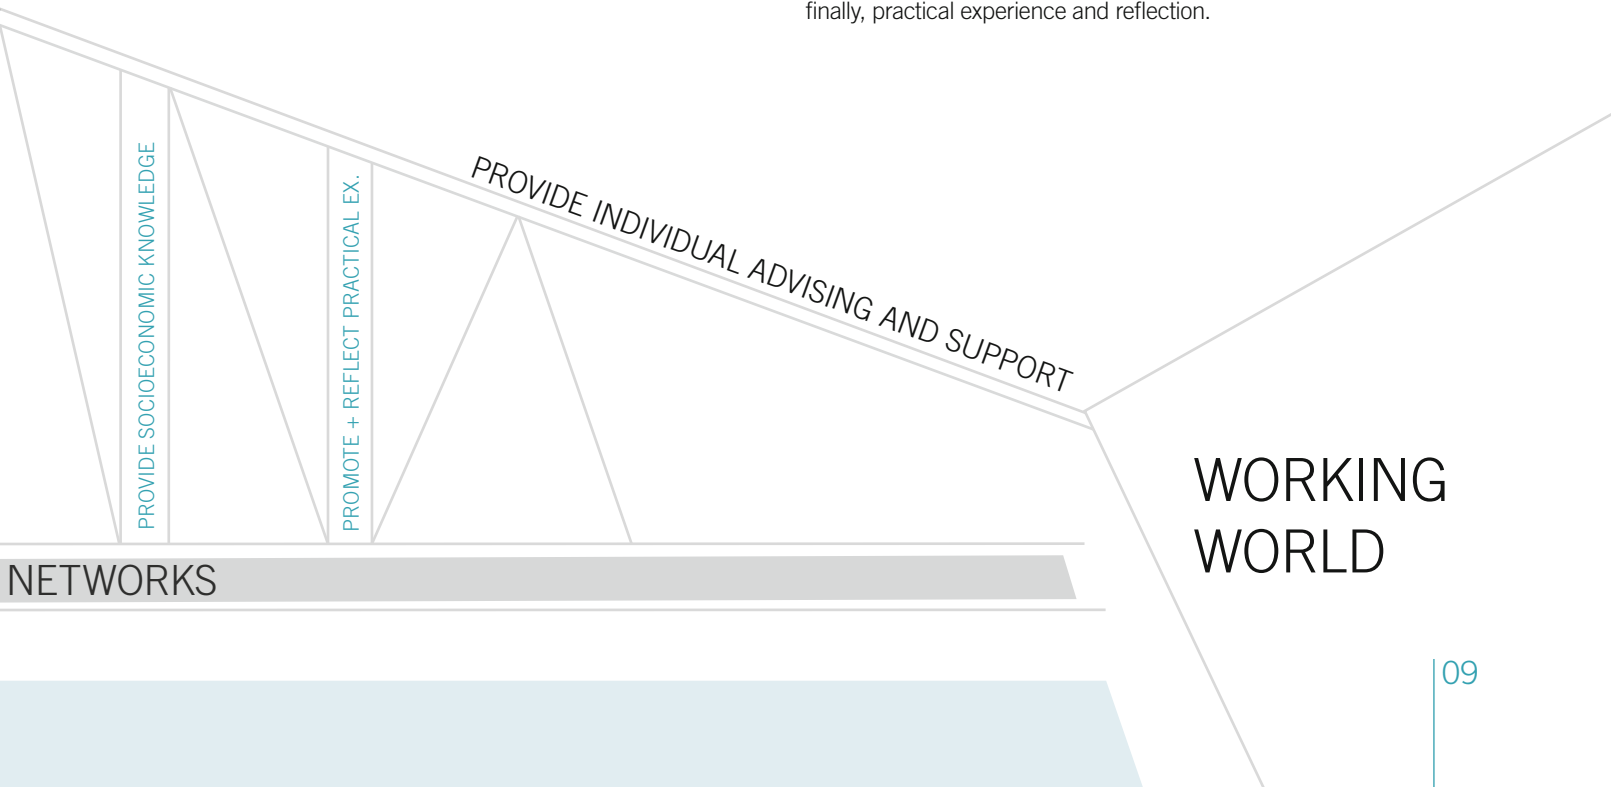 finally, practical experience and reflection.
PROVIDE SOCIOECONOMIC KNOWLEDGE
PROMOTE + REFLECT PRACTICAL EX.
PROVIDE INDIVIDUAL ADVISING AND SUPPORT
WORKING
WORLD
NETWORKS
09